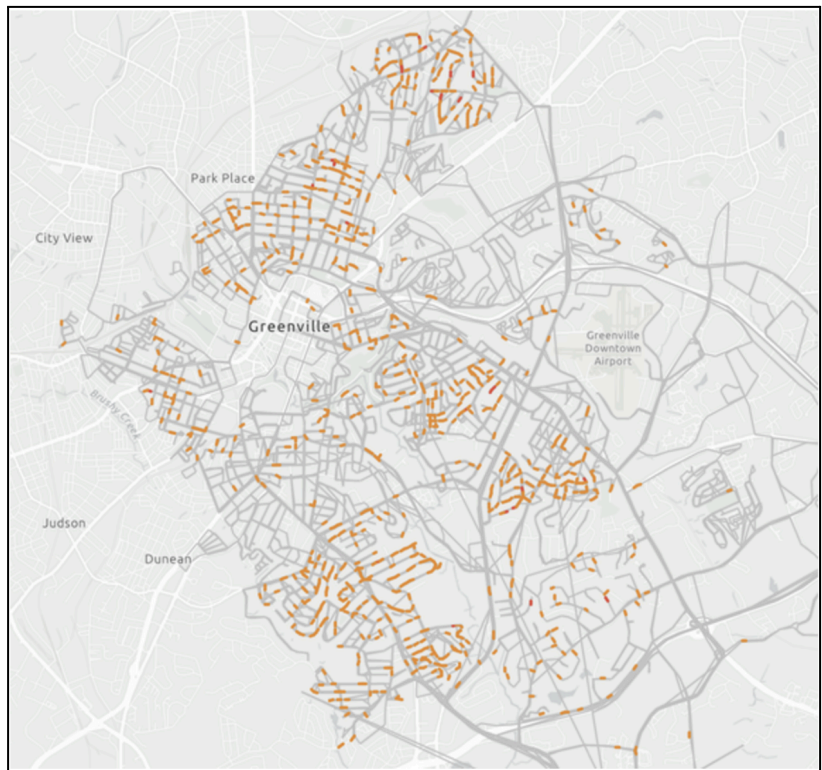 Park Place
City View
Greenville
Greenville
Downtown
Airport
Brushy Creek
Judson
Dunean